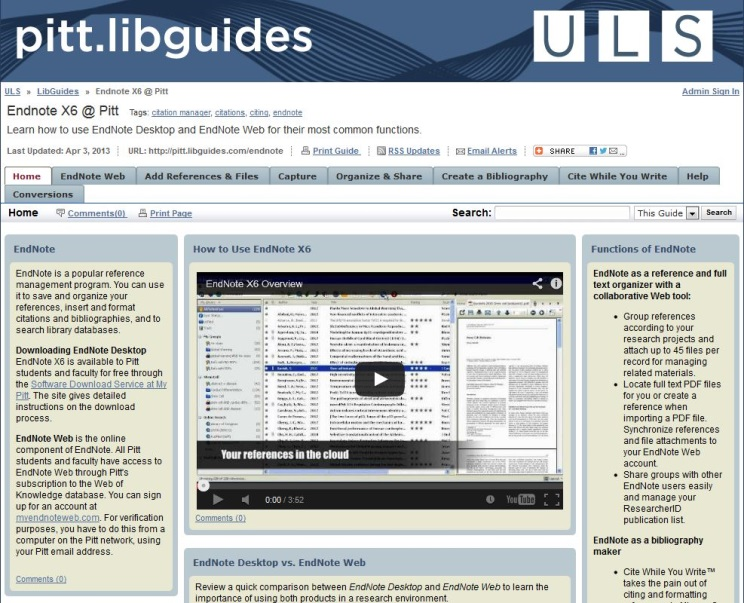 pitt.libguides
ULS
ULS » LibGuides » Endnote X6 @ Pitt
Admin Sign In
Endnote X6 @ Pitt Tags: citation manager, citations, citing, endnote
Learn how to use EndNote Desktop and EndNote Web for their most common functions.
Last Updated: Apr 3, 2013 URL: http://pitt.libguides.com/endnote Print Guide RSS Updates Email Alerts SHARE
Home EndNote Web Add References & Files Capture Organize & Share Create a Bibliography Cite While You Write Help
Conversions
Home Comments(0) Print Page Search: This Guide Search
EndNote
EndNote is a popular reference
management program. You can use
it to save and organize your
references, insert and format
citations and bibliographies, and to
search library databases.
Downloading EndNote Desktop
EndNote X6 is available to Pitt
students and faculty for free through
the Software Download Service at My
Pitt. The site gives detailed
instructions on the download
process.
EndNote Web is the online
component of EndNote. All Pitt
students and faculty have access to
EndNote Web through Pitt's
subscription to the Web of
Knowledge database. You can sign
up for an account at
myendnoteweb.com. For verification
purposes, you have to do this from a
computer on the Pitt network, using
your Pitt email address.
Comments (0)
How to Use EndNote X6
EndNote X6 Overview
Your references in the cloud
0:00 / 3:52
YouTube
Comments (0)
EndNote Desktop vs. EndNote Web
Review a quick comparison between EndNote Desktop and EndNote Web to learn the
importance of using both products in a research environment.
Functions of EndNote
EndNote as a reference and full
text organizer with a
collaborative Web tool:
• Group references
according to your
research projects and
attach up to 45 files per
record for managing
related materials.
• Locate full text PDF files
for you or create a
reference when
importing a PDF file.
Synchronize references
and file attachments to
your EndNote Web
account.
• Share groups with other
EndNote users easily
and manage your
ResearcherID
publication list.
EndNote as a bibliography
maker
• Cite While You Write™
takes the pain out of
citing and formatting